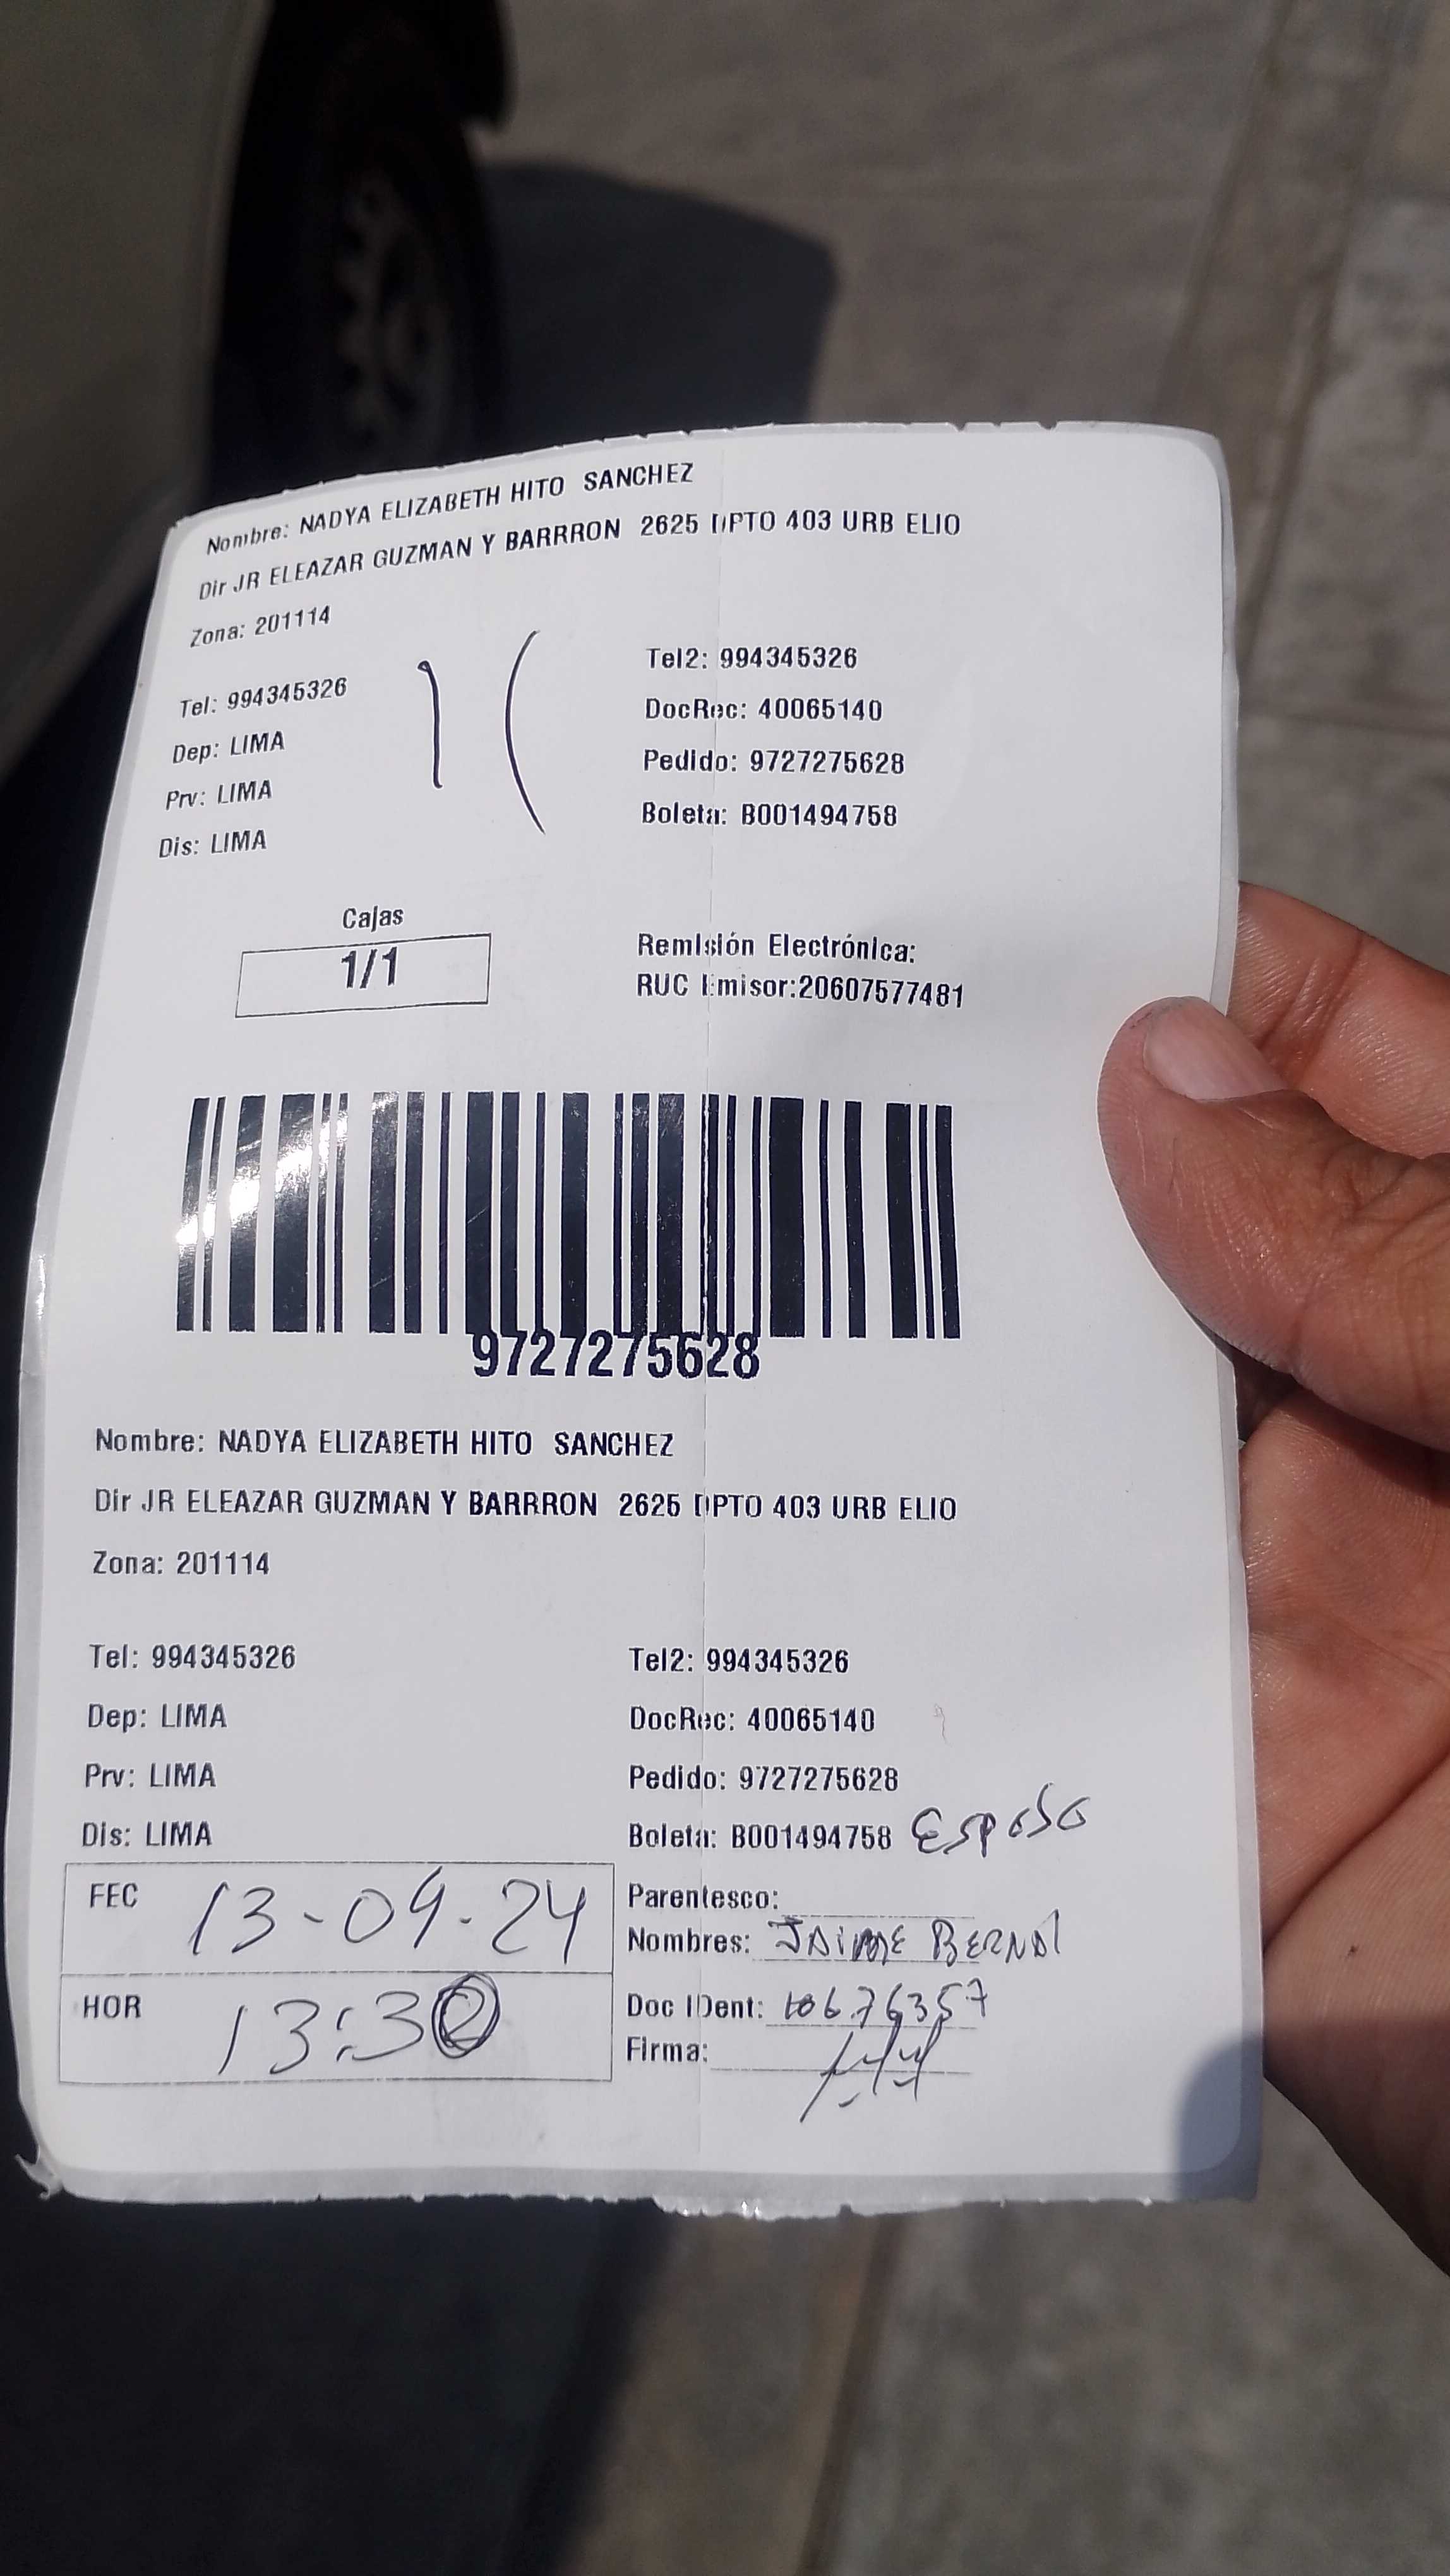 Nombre: NADYA ELIZABETH HITO SANCHEZ
Dir JR ELEAZAR GUZMAN Y BARRRON 2625 DPTO 403 URB ELIO
Zona: 201114
Tel: 994345326
Dep: LIMA
Prv: LIMA
Dis: LIMA
Tel2: 994345326
DocRec: 40065140
Pedido: 9727275628
Boleta: B001494758
Cajas
1/1
Remisión Electrónica:
RUC Emisor:20607577481
9727275628
Nombre: NADYA ELIZABETH HITO SANCHEZ
Dir JR ELEAZAR GUZMAN Y BARRRON 2625 DPTO 403 URB ELIO
Zona: 201114
Tel: 994345326
Dep: LIMA
Prv: LIMA
Dis: LIMA
Tel2: 994345326
DocRec: 40065140
Pedido: 9727275628
Boleta: B001494758 Esposo
FEC 13-09-24
HOR 13:30
Parentesco:
Nombres: JAIME BERNAl
Doc IDent: 10676357
Firma: